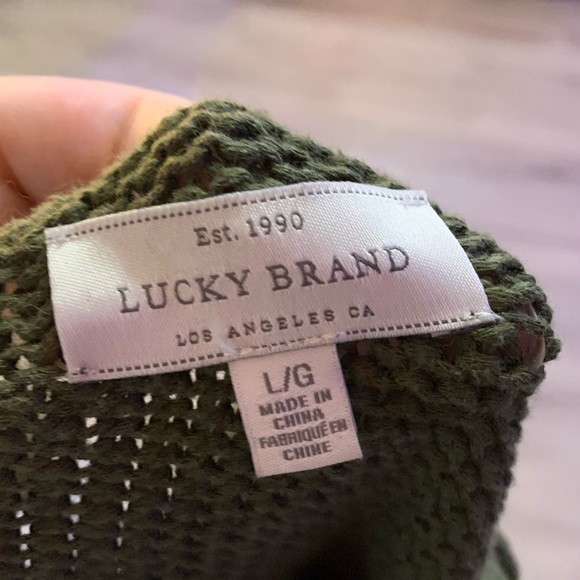 Est. 1990
LUCKY BRAND
LOS ANGELES CA
L/G
MADE IN
CHINA
FABRIQUÉ EN
CHINE